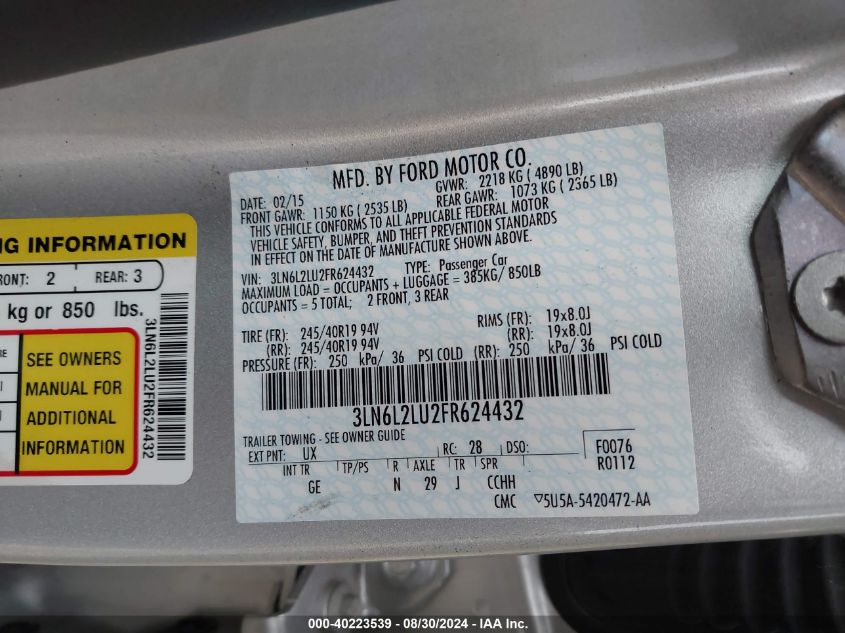 NG INFORMATION
RONT: 2 REAR: 3
kg or 850 lbs.
SEE OWNERS
MANUAL FOR
ADDITIONAL
INFORMATION
3LN6L2LU2FR624432
MFD. BY FORD MOTOR CO.
DATE: 02/15 GVWR: 2218 KG ( 4890 LB)
FRONT GAWR: 1150 KG ( 2535 LB) REAR GAWR: 1073 KG ( 2365 LB)
THIS VEHICLE CONFORMS TO ALL APPLICABLE FEDERAL MOTOR
VEHICLE SAFETY, BUMPER, AND THEFT PREVENTION STANDARDS
IN EFFECT ON THE DATE OF MANUFACTURE SHOWN ABOVE.
VIN: 3LN6L2LU2FR624432 TYPE: Passenger Car
MAXIMUM LOAD = OCCUPANTS + LUGGAGE = 385KG/ 850LB
OCCUPANTS = 5 TOTAL; 2 FRONT, 3 REAR
TIRE (FR): 245/40R19 94V RIMS (FR): 19x8.0J
(RR): 245/40R19 94V (RR): 19x8.0J
PRESSURE (FR): 250 kPa/ 36 PSI COLD (RR): 250 kPa/ 36 PSI COLD
3LN6L2LU2FR624432
TRAILER TOWING - SEE OWNER GUIDE
EXT PNT: UX RC: 28 DSO: F0076
R0112
INT TR TP/PS R AXLE TR SPR
GE N 29 J CCHH
CMC ▽5U5A-5420472-AA
000-40223539 - 08/30/2024 - IAA Inc.